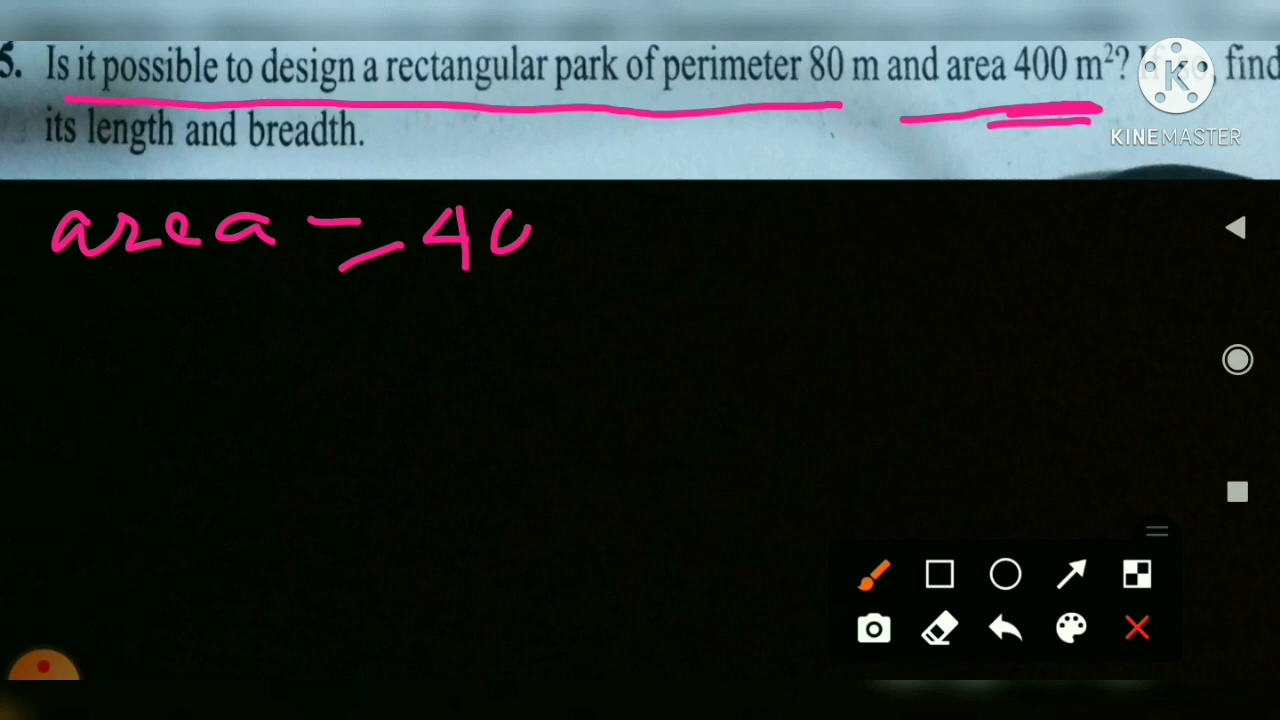 5. Is it possible to design a rectangular park of perimeter 80 m and area 400 m²? If so, find
its length and breadth.
KINEMASTER
area = 40